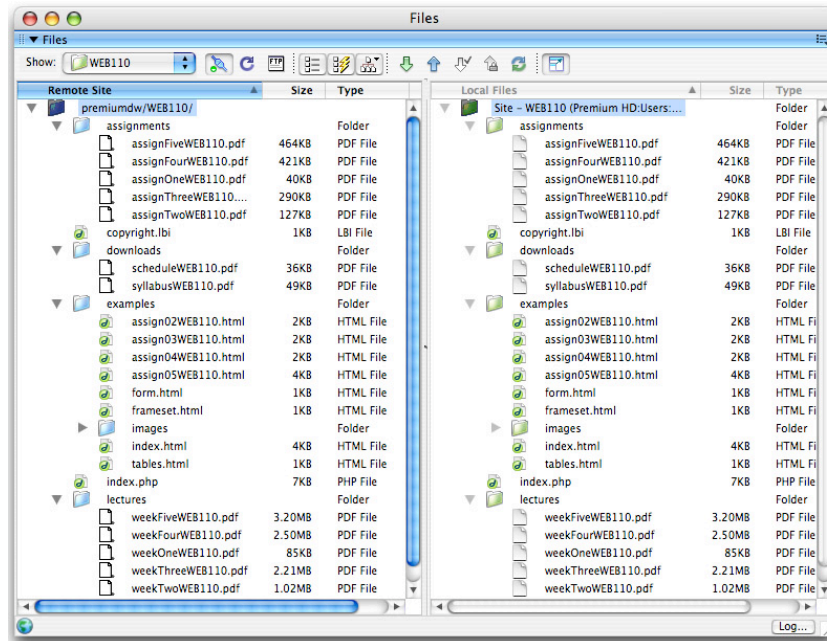 Files
Files
Show: WEB110 FTP
Remote Site Size Type Local Files Size Type
premiumdw/WEB110/ Site – WEB110 (Premium HD:Users:... Folder
assignments Folder assignments Folder
assignFiveWEB110.pdf 464KB PDF File assignFiveWEB110.pdf 464KB PDF File
assignFourWEB110.pdf 421KB PDF File assignFourWEB110.pdf 421KB PDF File
assignOneWEB110.pdf 40KB PDF File assignOneWEB110.pdf 40KB PDF File
assignThreeWEB110.... 290KB PDF File assignThreeWEB110.pdf 290KB PDF File
assignTwoWEB110.pdf 127KB PDF File assignTwoWEB110.pdf 127KB PDF File
copyright.lbi 1KB LBI File copyright.lbi 1KB LBI File
downloads Folder downloads Folder
scheduleWEB110.pdf 36KB PDF File scheduleWEB110.pdf 36KB PDF File
syllabusWEB110.pdf 49KB PDF File syllabusWEB110.pdf 49KB PDF File
examples Folder examples Folder
assign02WEB110.html 2KB HTML File assign02WEB110.html 2KB HTML Fi
assign03WEB110.html 2KB HTML File assign03WEB110.html 2KB HTML Fi
assign04WEB110.html 2KB HTML File assign04WEB110.html 2KB HTML Fi
assign05WEB110.html 4KB HTML File assign05WEB110.html 4KB HTML Fi
form.html 1KB HTML File form.html 1KB HTML Fi
frameset.html 1KB HTML File frameset.html 1KB HTML Fi
images Folder images Folder
index.html 4KB HTML File index.html 4KB HTML Fi
tables.html 1KB HTML File tables.html 1KB HTML Fi
index.php 7KB PHP File index.php 7KB PHP File
lectures Folder lectures Folder
weekFiveWEB110.pdf 3.20MB PDF File weekFiveWEB110.pdf 3.20MB PDF File
weekFourWEB110.pdf 2.50MB PDF File weekFourWEB110.pdf 2.50MB PDF File
weekOneWEB110.pdf 85KB PDF File weekOneWEB110.pdf 85KB PDF File
weekThreeWEB110.pdf 2.21MB PDF File weekThreeWEB110.pdf 2.21MB PDF File
weekTwoWEB110.pdf 1.02MB PDF File weekTwoWEB110.pdf 1.02MB PDF File
Log...